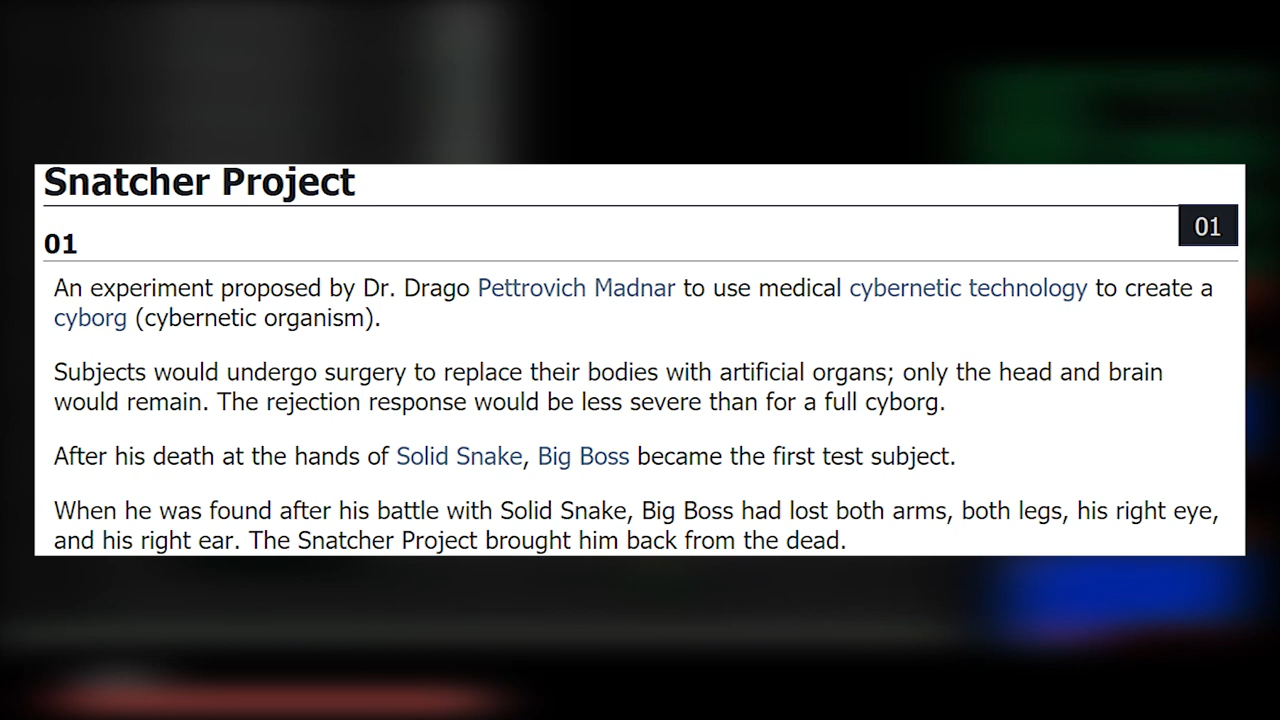 Snatcher Project
01
01
An experiment proposed by Dr. Drago Pettrovich Madnar to use medical cybernetic technology to create a
cyborg (cybernetic organism).
Subjects would undergo surgery to replace their bodies with artificial organs; only the head and brain
would remain. The rejection response would be less severe than for a full cyborg.
After his death at the hands of Solid Snake, Big Boss became the first test subject.
When he was found after his battle with Solid Snake, Big Boss had lost both arms, both legs, his right eye,
and his right ear. The Snatcher Project brought him back from the dead.